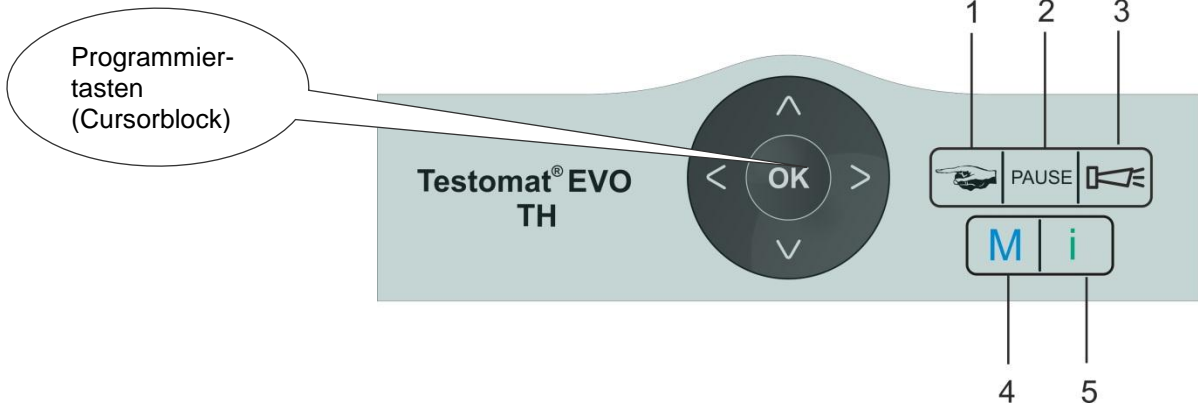 1 2 3
Programmier-
tasten
(Cursorblock)
Testomat® EVO
TH
OK
PAUSE
M i
4 5